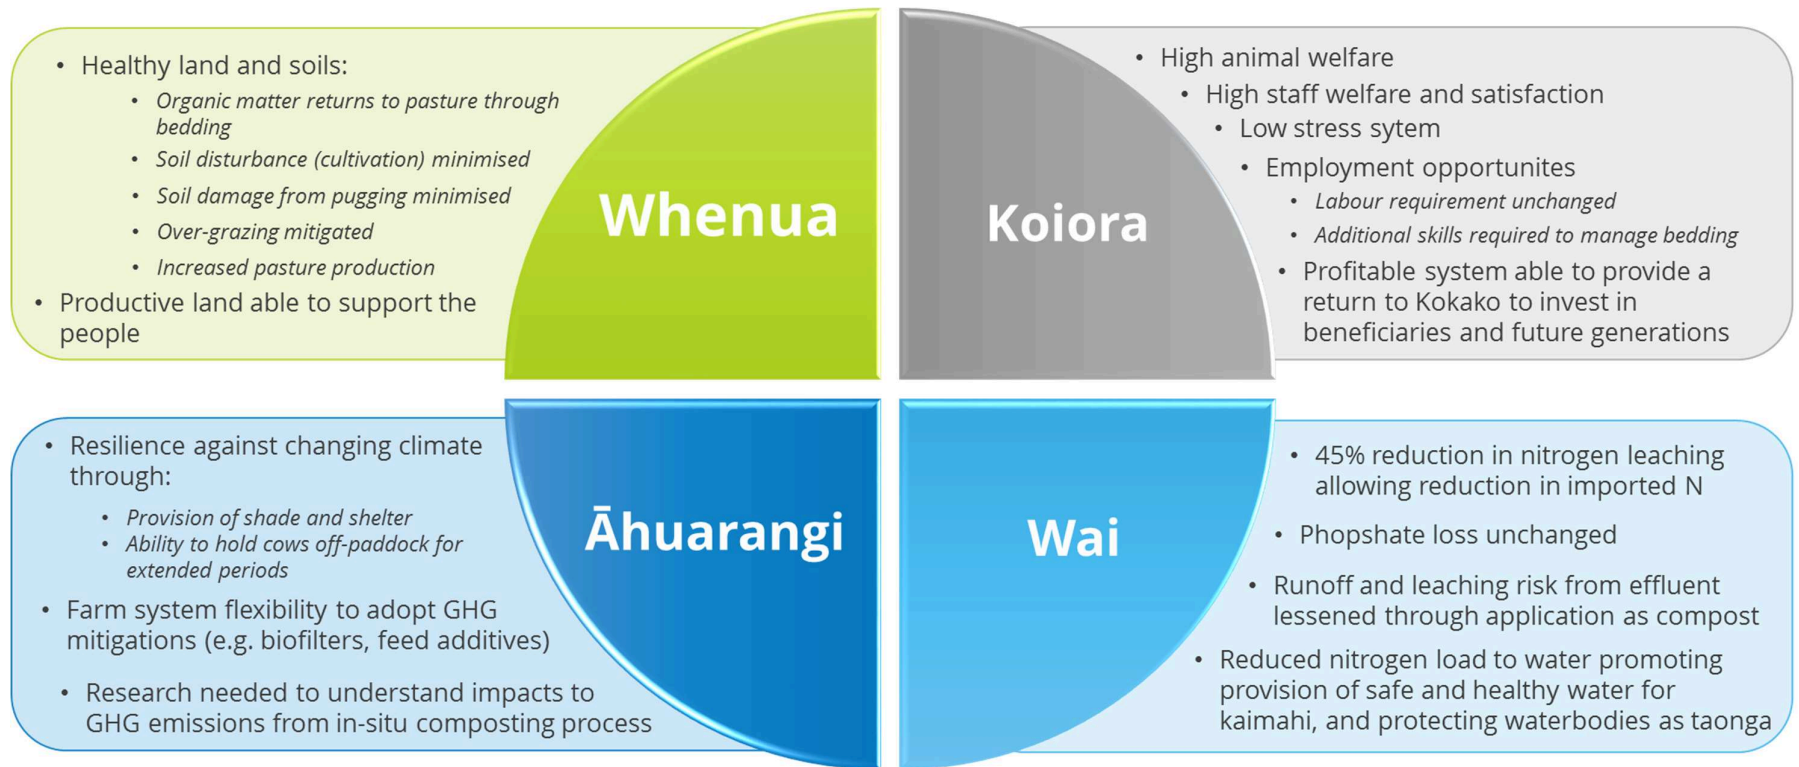 • Healthy land and soils:
• Organic matter returns to pasture through
bedding
• Soil disturbance (cultivation) minimised
• Soil damage from pugging minimised
• Over-grazing mitigated
• Increased pasture production
• Productive land able to support the
people
Whenua
Koiora
• High animal welfare
• High staff welfare and satisfaction
• Low stress sytem
• Employment opportunites
• Labour requirement unchanged
• Additional skills required to manage bedding
• Profitable system able to provide a
return to Kokako to invest in
beneficiaries and future generations
• Resilience against changing climate
through:
• Provision of shade and shelter
• Ability to hold cows off-paddock for
extended periods
• Farm system flexibility to adopt GHG
mitigations (e.g. biofilters, feed additives)
• Research needed to understand impacts to
GHG emissions from in-situ composting process
Āhuarangi
Wai
• 45% reduction in nitrogen leaching
allowing reduction in imported N
• Phopshate loss unchanged
• Runoff and leaching risk from effluent
lessened through application as compost
• Reduced nitrogen load to water promoting
provision of safe and healthy water for
kaimahi, and protecting waterbodies as taonga